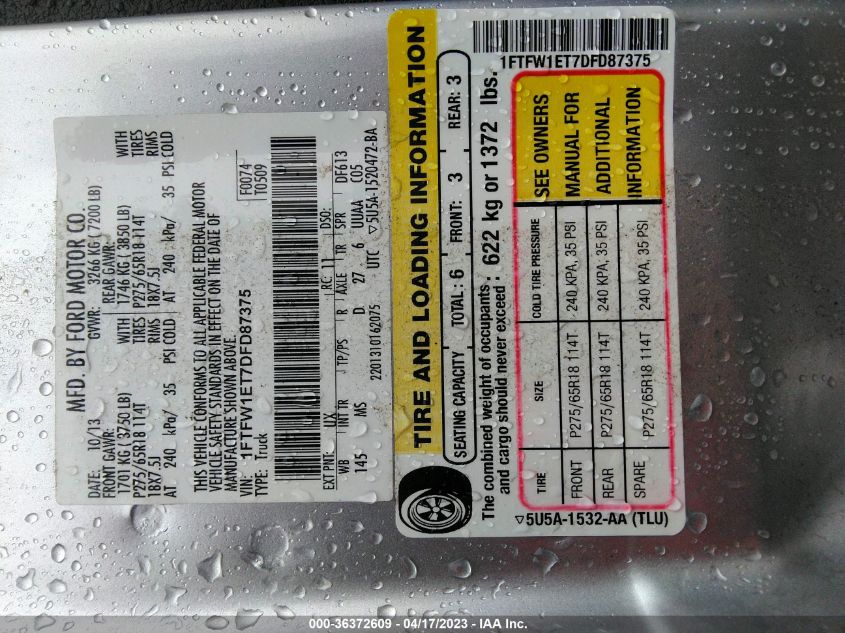 MFD. BY FORD MOTOR CO.
DATE: 10/13 GVWR: 3266 KG ( 7200 LB)
FRONT GAWR: REAR GAWR:
1701 KG ( 3750 LB) WITH 1746 KG ( 3850 LB) WITH
P275/65R18 114T TIRES P275/65R18 114T TIRES
18X7.5J RIMS 18X7.5J RIMS
AT 240 kPa/ 35 PSI COLD AT 240 kPa/ 35 PSI COLD
THIS VEHICLE CONFORMS TO ALL APPLICABLE FEDERAL MOTOR
VEHICLE SAFETY STANDARDS IN EFFECT ON THE DATE OF
MANUFACTURE SHOWN ABOVE.
VIN: 1FTFW1ET7DFD87375 F0074
TYPE: Truck T0509
EXT PNT: UX RC: 11 DSO:
WB INT TR TP/PS R AXLE TR SPR DF613
145 MS D 27 6 UUAA C05
2201310162075 UTC ▽5U5A-1520472-BA
TIRE AND LOADING INFORMATION
SEATING CAPACITY TOTAL: 6 FRONT: 3 REAR: 3
The combined weight of occupants and cargo should never exceed : 622 kg or 1372 lbs.
1FTFW1ET7DFD87375
TIRE SIZE COLD TIRE PRESSURE
FRONT P275/65R18 114T 240 KPA, 35 PSI
REAR P275/65R18 114T 240 KPA, 35 PSI
SPARE P275/65R18 114T 240 KPA, 35 PSI
SEE OWNERS
MANUAL FOR
ADDITIONAL
INFORMATION
▽5U5A-1532-AA (TLU)
000-36372609 - 04/17/2023 - IAA Inc.